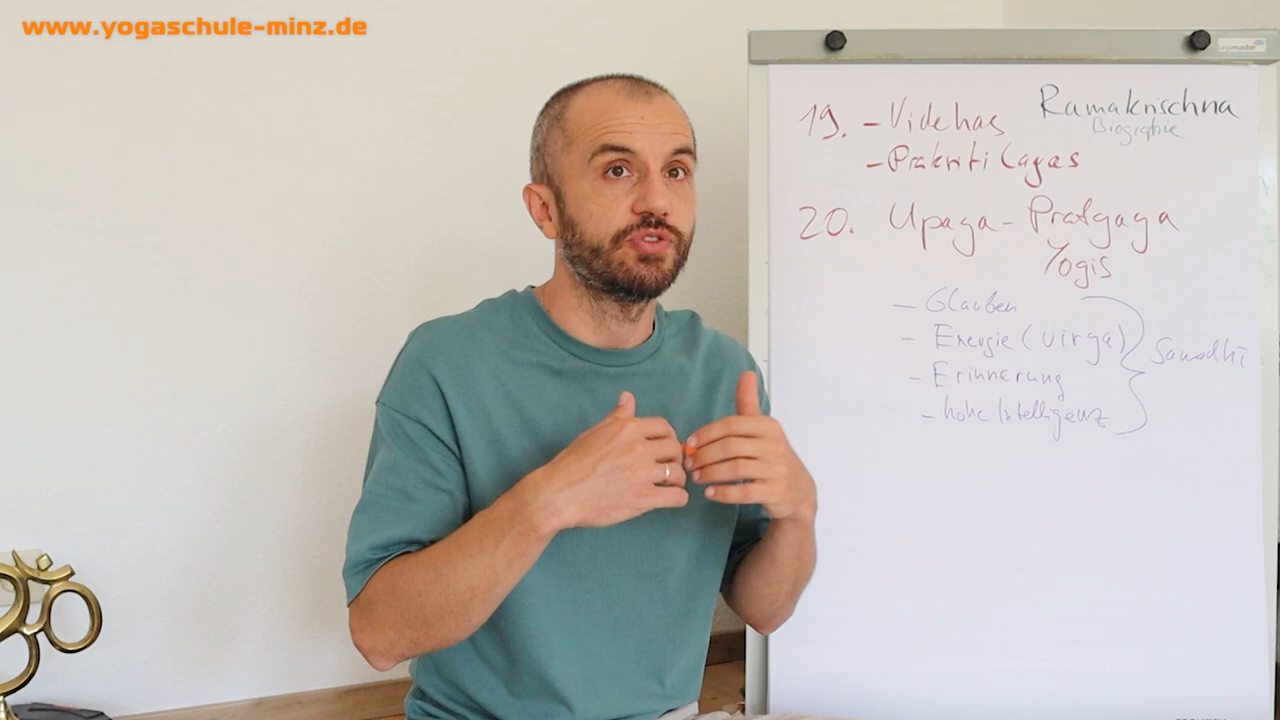 www.yogaschule-minz.de
Ramakrischna
Biographie
19. - Videhas
- Prakriti Layas
20. Upaya - Pratyaya
Yogis
- Glauben
- Energie (virya)
- Erinnerung
- hohe Intelligenz
Samadhi